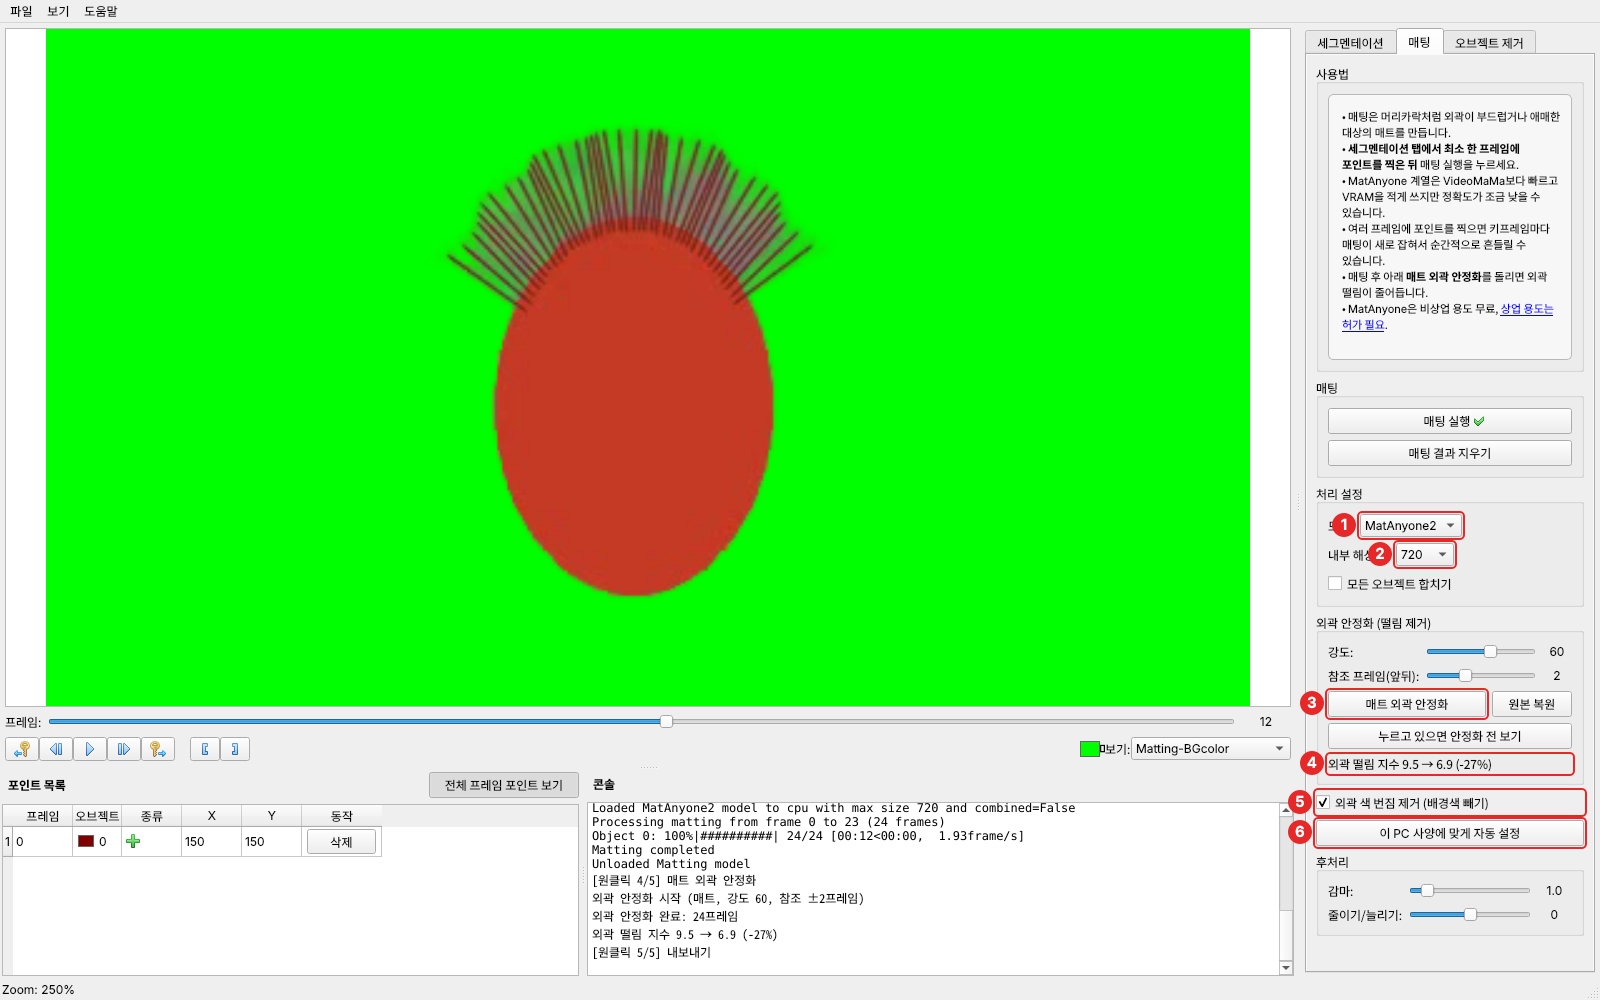 파일 보기 도움말
세그멘테이션 매팅 오브젝트 제거
사용법
• 매팅은 머리카락처럼 외곽이 부드럽거나 애매한
대상의 매트를 만듭니다.
• 세그멘테이션 탭에서 최소 한 프레임에
포인트를 찍은 뒤 매팅 실행을 누르세요.
• MatAnyone 계열은 VideoMaMa보다 빠르고
VRAM을 적게 쓰지만 정확도가 조금 낮을 수
있습니다.
• 여러 프레임에 포인트를 찍으면 키프레임마다
매팅이 새로 잡혀서 순간적으로 흔들릴 수
있습니다.
• 매팅 후 아래 매트 외곽 안정화를 돌리면 외곽
떨림이 줄어듭니다.
• MatAnyone은 비상업 용도 무료, 상업 용도는
허가 필요.
매팅
매팅 실행
매팅 결과 지우기
처리 설정
1 MatAnyone2
내부 해상 2 720
모든 오브젝트 합치기
외곽 안정화 (떨림 제거)
강도: 60
참조 프레임(앞뒤): 2
3 매트 외곽 안정화 원본 복원
누르고 있으면 안정화 전 보기
4 외곽 떨림 지수 9.5 → 6.9 (-27%)
5 외곽 색 번짐 제거 (배경색 빼기)
6 이 PC 사양에 맞게 자동 설정
후처리
감마: 1.0
줄이기/늘리기: 0
프레임: 12
보기: Matting-BGcolor
포인트 목록 전체 프레임 포인트 보기
프레임 오브젝트 종류 X Y 동작
1 0 0 150 150 삭제
콘솔
Loaded MatAnyone2 model to cpu with max size 720 and combined=False
Processing matting from frame 0 to 23 (24 frames)
Object 0: 100%|##########| 24/24 [00:12<00:00, 1.93frame/s]
Matting completed
Unloaded Matting model
[원클릭 4/5] 매트 외곽 안정화
외곽 안정화 시작 (매트, 강도 60, 참조 ±2프레임)
외곽 안정화 완료: 24프레임
외곽 떨림 지수 9.5 → 6.9 (-27%)
[원클릭 5/5] 내보내기
Zoom: 250%